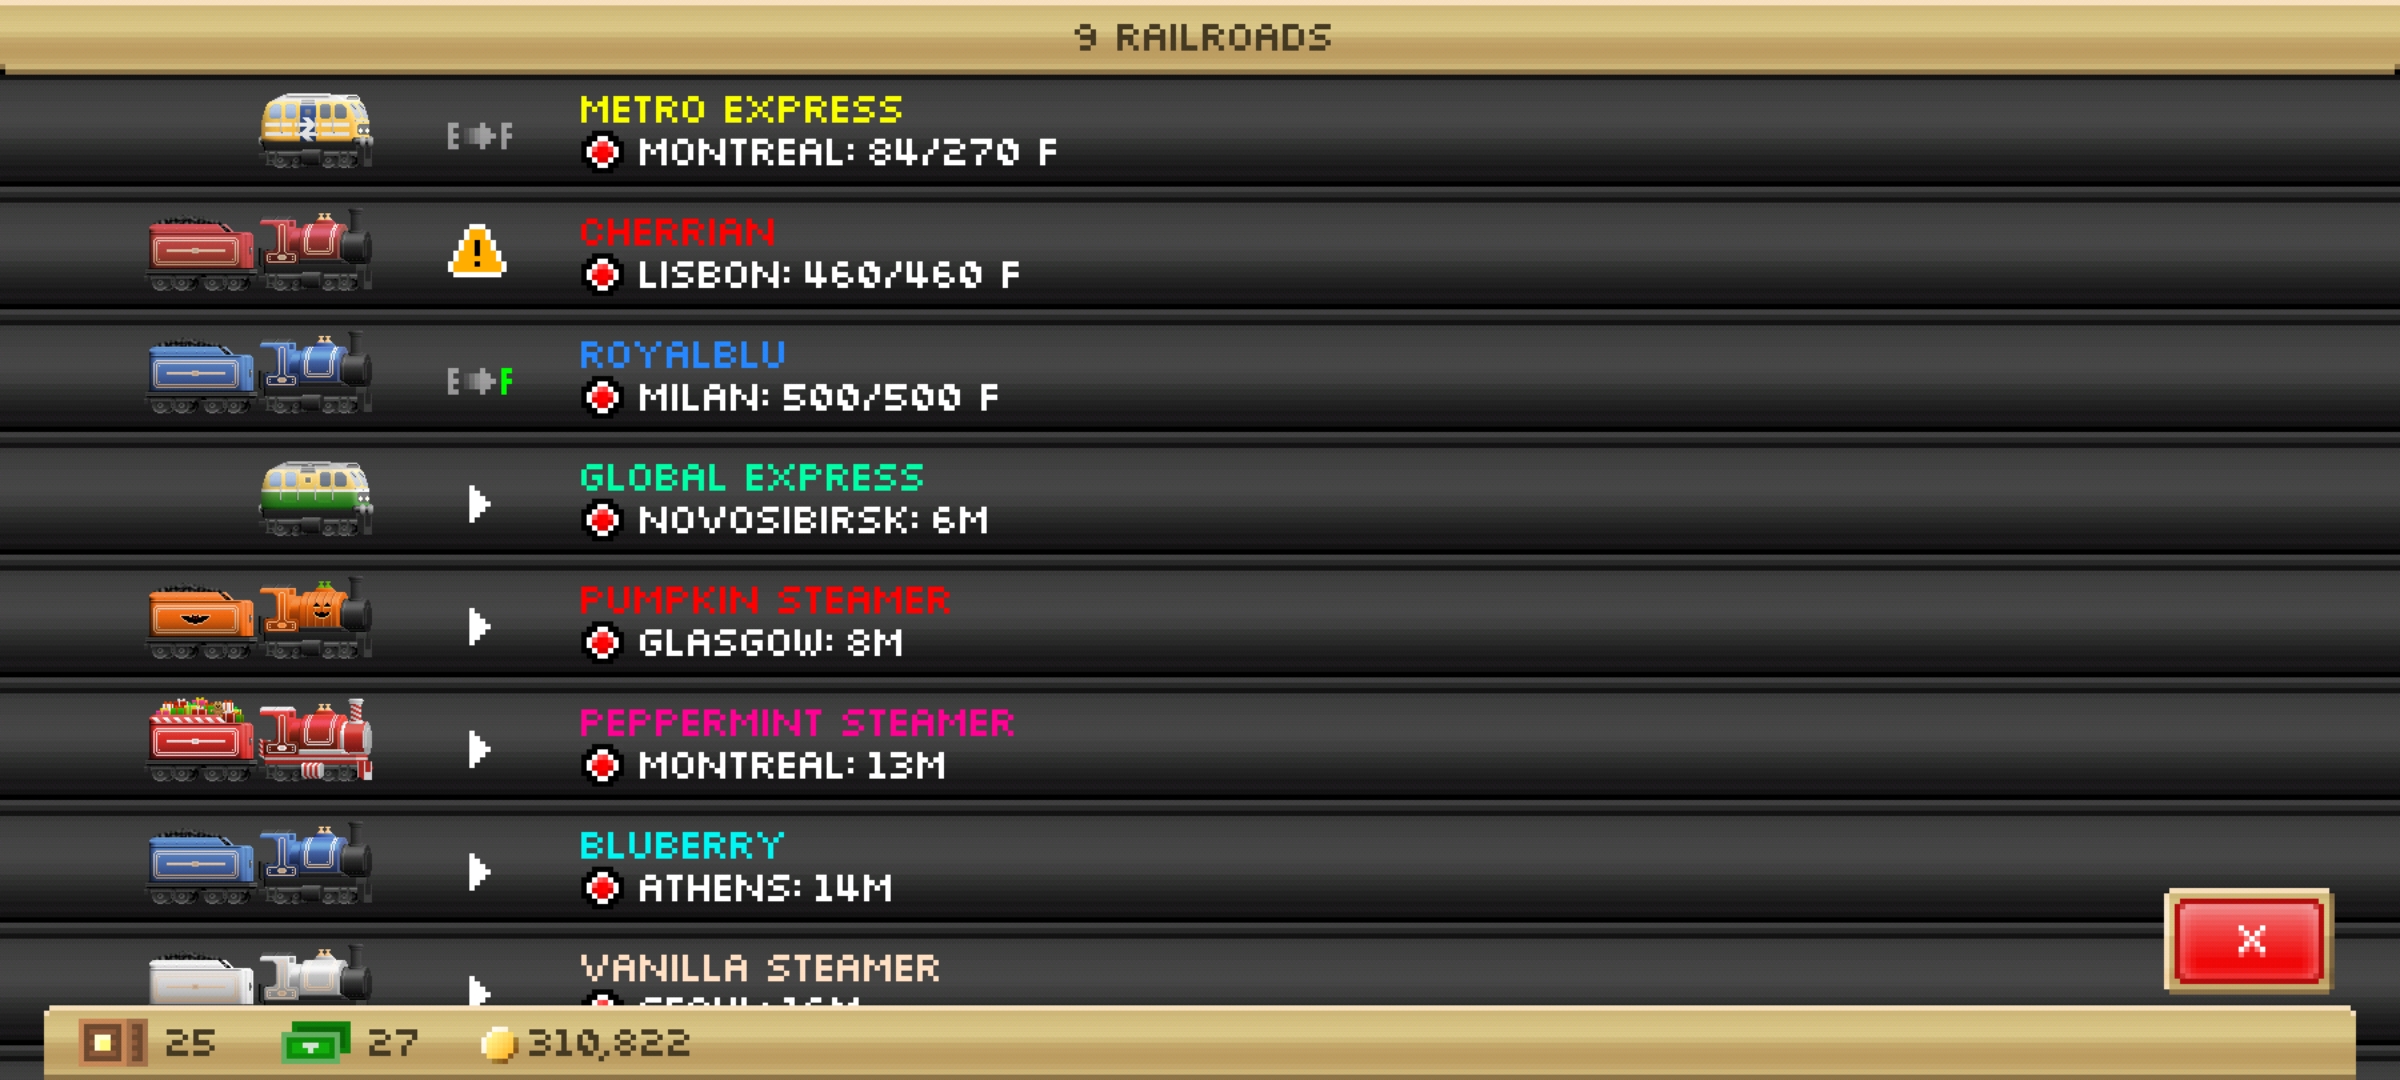 9 RAILROADS
METRO EXPRESS
E F
MONTREAL: 84/270 F
CHERRIAN
!
LISBON: 460/460 F
ROYALBLU
E F
MILAN: 500/500 F
GLOBAL EXPRESS
NOVOSIBIRSK: 6M
PUMPKIN STEAMER
GLASGOW: 8M
PEPPERMINT STEAMER
MONTREAL: 13M
BLUBERRY
ATHENS: 14M
VANILLA STEAMER
X
25 27 310,822